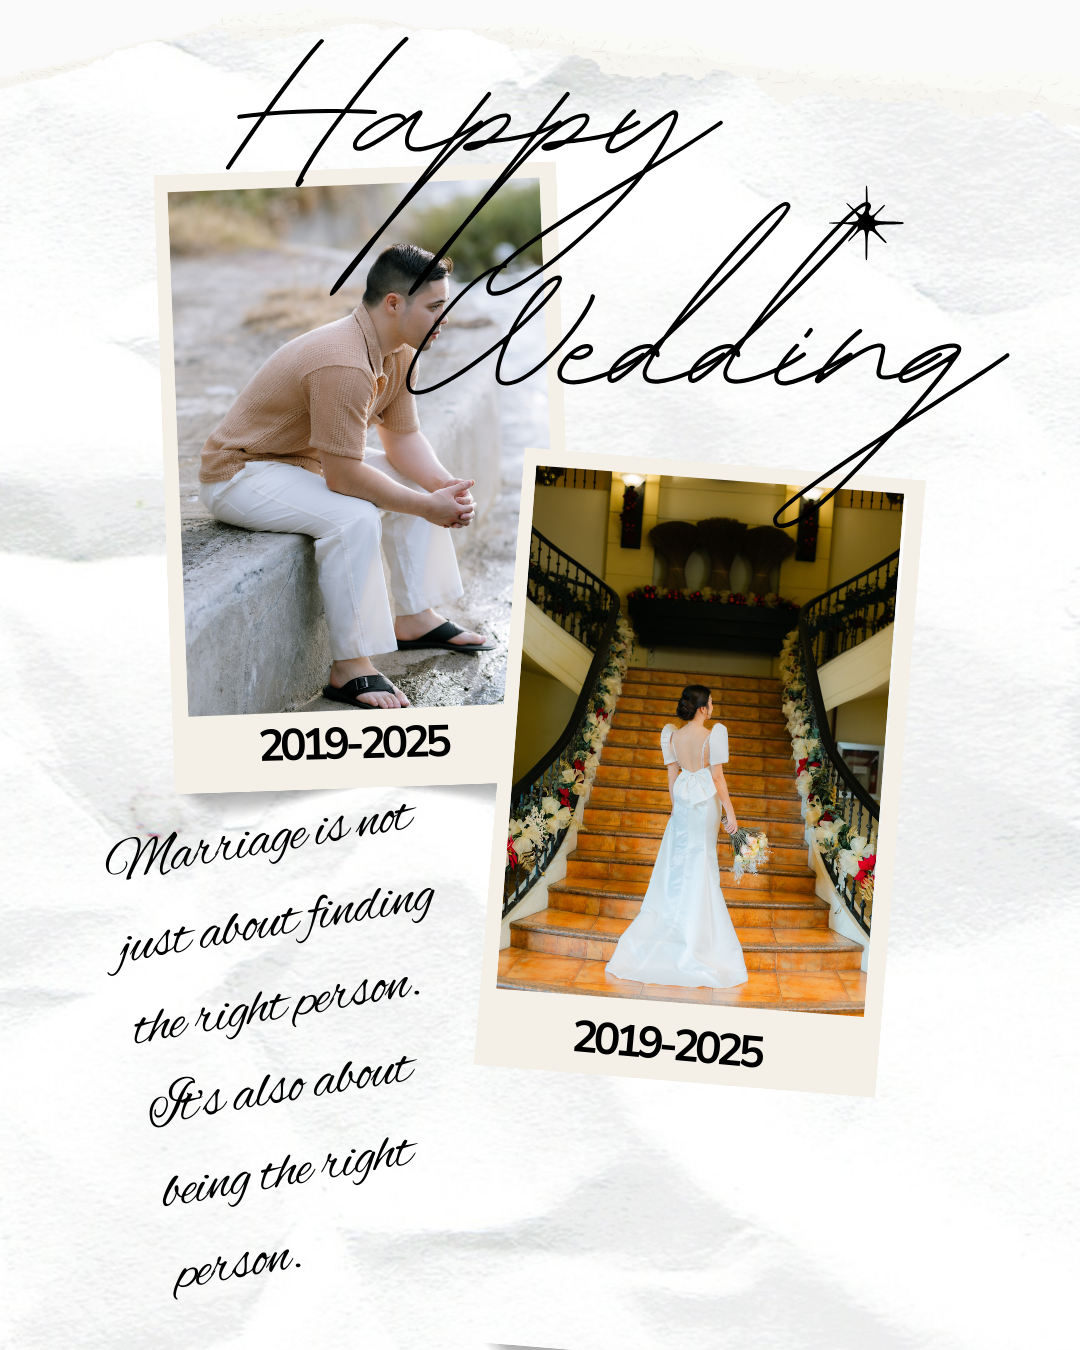 Happy
Wedding
2019-2025
2019-2025
Marriage is not
just about finding
the right person.
It's also about
being the right
person.